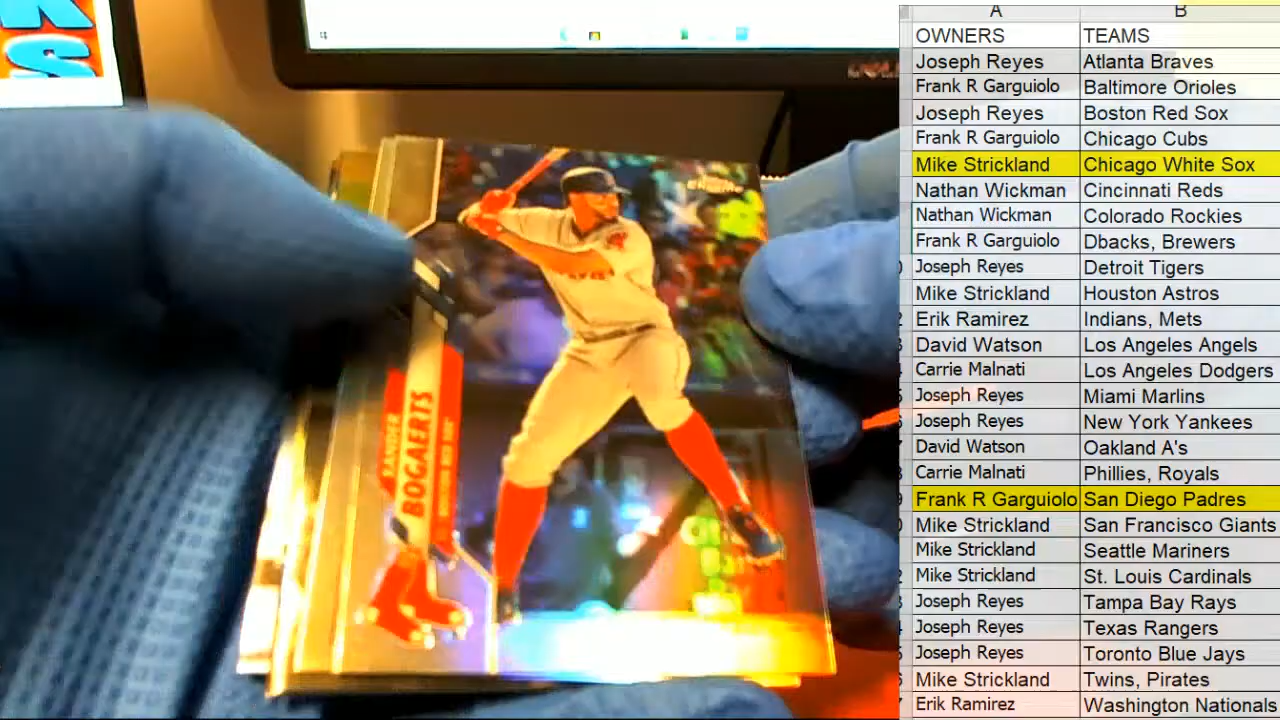 K
S
chrome
XANDER
BOGAERTS
BOSTON RED SOX
A B
OWNERS TEAMS
Joseph Reyes Atlanta Braves
Frank R Garguiolo Baltimore Orioles
Joseph Reyes Boston Red Sox
Frank R Garguiolo Chicago Cubs
Mike Strickland Chicago White Sox
Nathan Wickman Cincinnati Reds
Nathan Wickman Colorado Rockies
Frank R Garguiolo Dbacks, Brewers
Joseph Reyes Detroit Tigers
Mike Strickland Houston Astros
Erik Ramirez Indians, Mets
David Watson Los Angeles Angels
Carrie Malnati Los Angeles Dodgers
Joseph Reyes Miami Marlins
Joseph Reyes New York Yankees
David Watson Oakland A's
Carrie Malnati Phillies, Royals
Frank R Garguiolo San Diego Padres
Mike Strickland San Francisco Giants
Mike Strickland Seattle Mariners
Mike Strickland St. Louis Cardinals
Joseph Reyes Tampa Bay Rays
Joseph Reyes Texas Rangers
Joseph Reyes Toronto Blue Jays
Mike Strickland Twins, Pirates
Erik Ramirez Washington Nationals